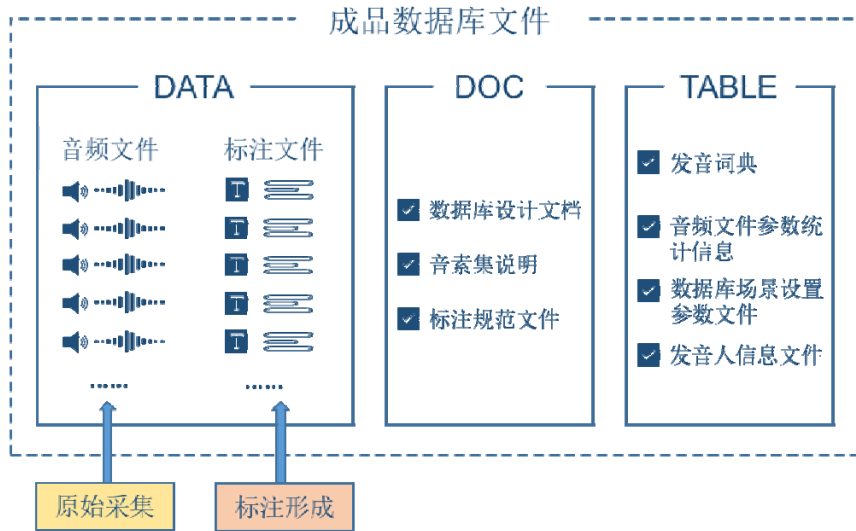 成品数据库文件
DATA
音频文件
标注文件
T
T
T
T
T
......
......
原始采集
标注形成
DOC
数据库设计文档
音素集说明
标注规范文件
TABLE
发音词典
音频文件参数统
计信息
数据库场景设置
参数文件
发音人信息文件